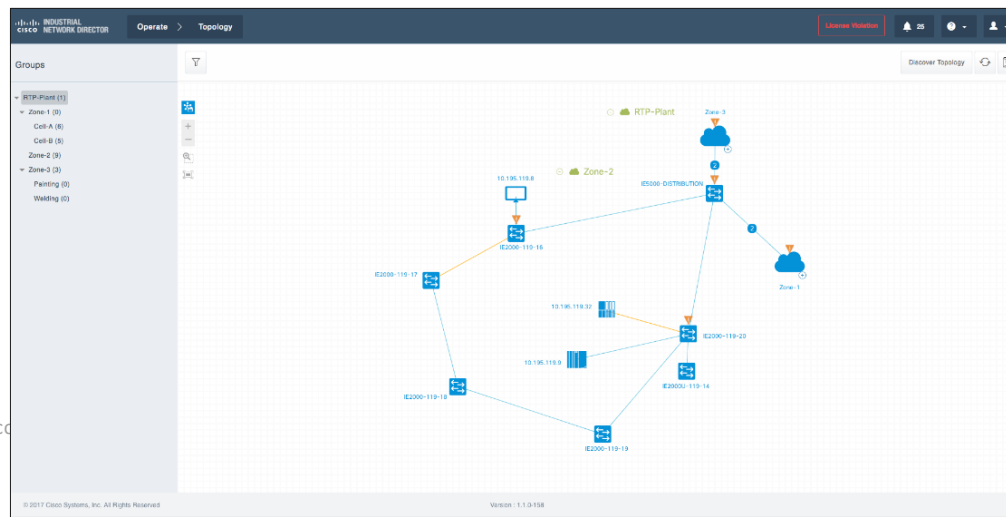 INDUSTRIAL
CISCO NETWORK DIRECTOR
Operate > Topology
License Violation
25
Groups
Discover Topology
RTP-Plant (1)
Zone-1 (0)
Cell-A (6)
Cell-B (5)
Zone-2 (9)
Zone-3 (3)
Painting (0)
Welding (0)
RTP-Plant
Zone-3
2
Zone-2
10.195.119.8
IE5000-DISTRIBUTION
IE2000-119-16
2
IE2000-119-17
Zone-1
10.195.119.32
IE2000-119-20
10.195.119.9
IE2000U-119-14
IE2000-119-18
IE2000-119-19
© 2017 Cisco Systems, Inc. All Rights Reserved
Version : 1.1.0-158